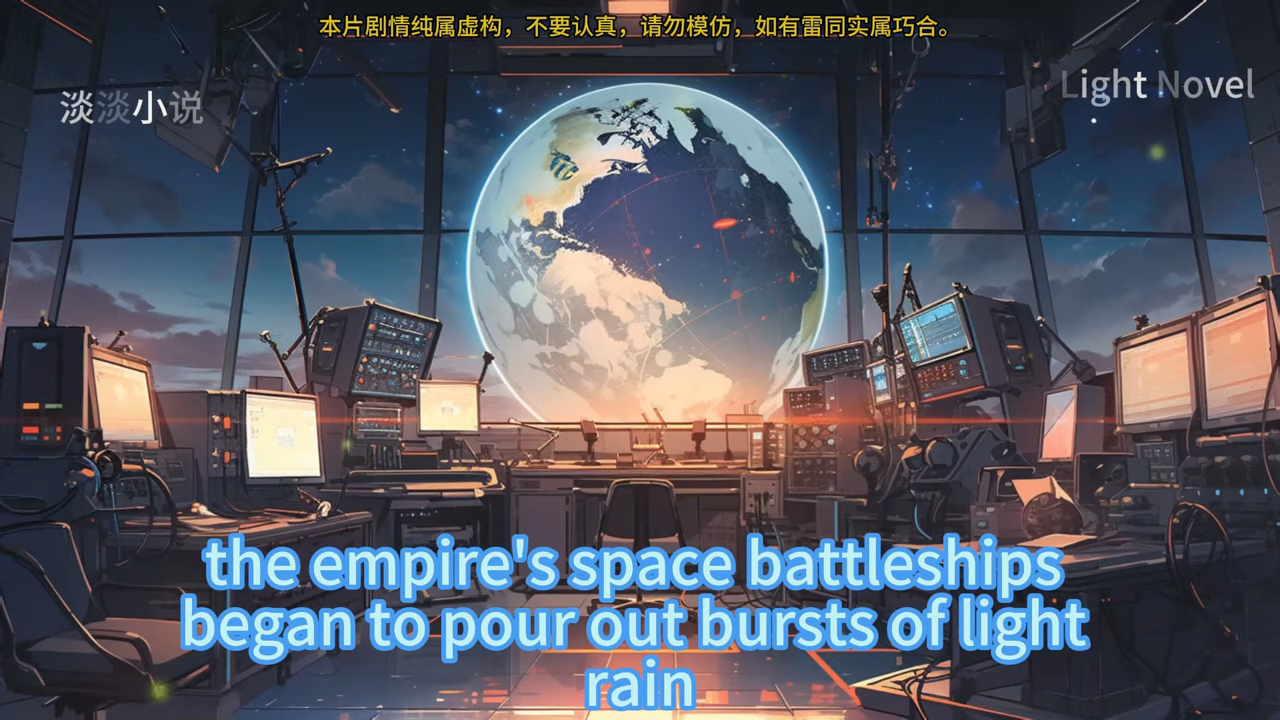 本片剧情纯属虚构，不要认真，请勿模仿，如有雷同实属巧合。
淡淡小说
Light Novel
the empire's space battleships
began to pour out bursts of light
rain